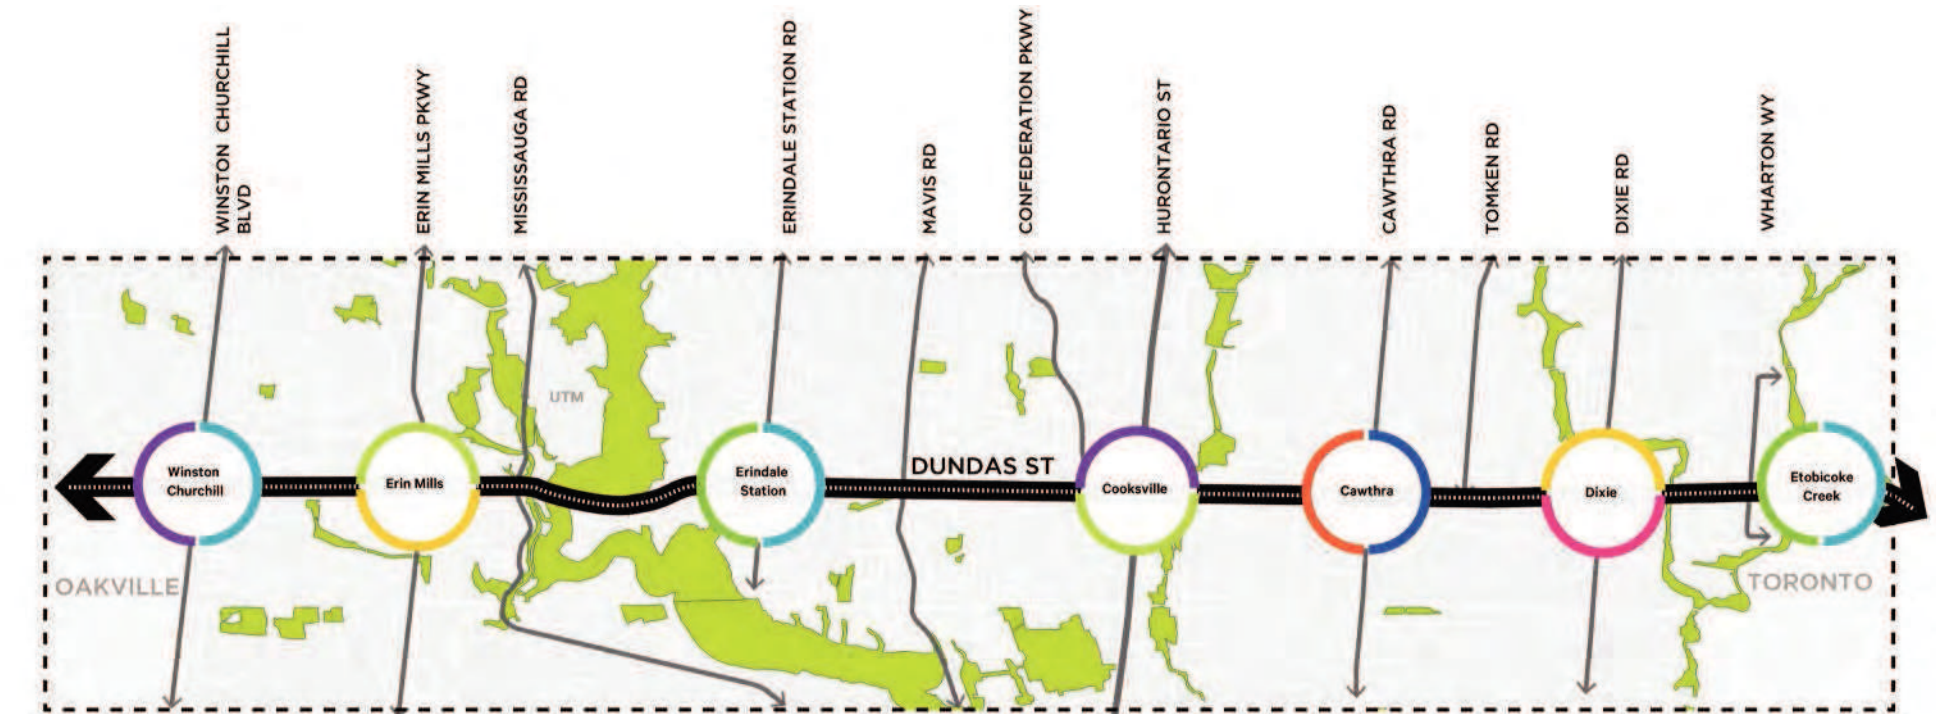 WINSTON CHURCHILL
BLVD
ERIN MILLS PKWY
MISSISSAUGA RD
ERINDALE STATION RD
MAVIS RD
CONFEDERATION PKWY
HURONTARIO ST
CAWTHRA RD
TOMKEN RD
DIXIE RD
WHARTON WY
UTM
DUNDAS ST
Winston
Churchill
Erin Mills
Erindale
Station
Cooksville
Cawthra
Dixie
Etobicoke
Creek
OAKVILLE
TORONTO